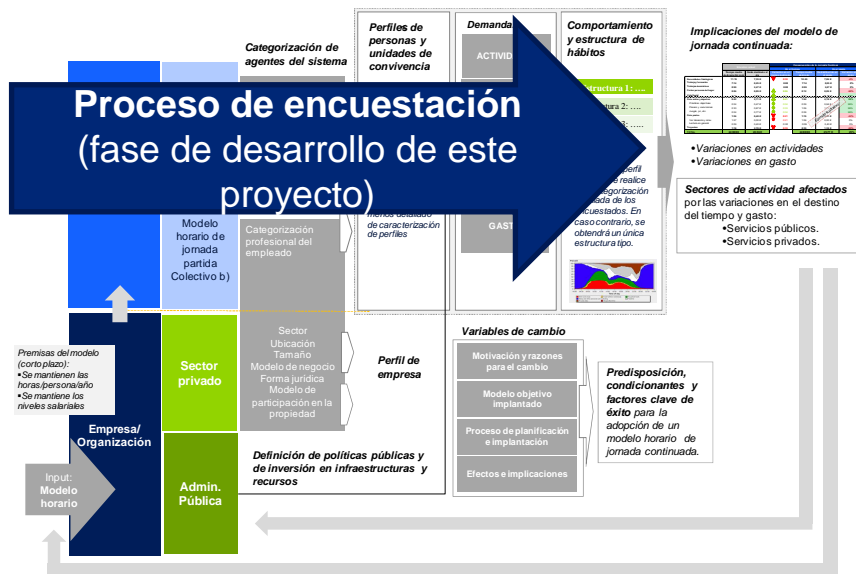 Categorización de
agentes del sistema
Perfiles de
personas y
unidades de
convivencia
Demanda
ACTIVID
Comportamiento
y estructura de
hábitos
structura 1: ....
tura 2: ....
: ....
perfil
e realice
ategorización
ada de los
ncuestados. En
caso contrario, se
obtendrá un única
estructura tipo.
Implicaciones del modelo de
jornada continuada:
•Variaciones en actividades
•Variaciones en gasto
Sectores de actividad afectados
por las variaciones en el destino
del tiempo y gasto:
•Servicios públicos.
•Servicios privados.
Proceso de encuestación
(fase de desarrollo de este
proyecto)
Modelo
horario de
jornada
partida
Colectivo b)
Categorización
profesional del
empleado
menos detallado
de caracterización
de perfiles
GAST
Premisas del modelo
(corto plazo):
•Se mantienen las
horas/persona/año
•Se mantiene los
niveles salariales
Empresa/
Organización
Input:
Modelo
horario
Sector
privado
Admin.
Pública
Sector
Ubicación
Tamaño
Modelo de negocio
Forma jurídica
Modelo de
participación en la
propiedad
Perfil de
empresa
Definición de políticas públicas y
de inversión en infraestructuras y
recursos
Variables de cambio
Motivación y razones
para el cambio
Modelo objetivo
implantado
Proceso de planificación
e implantación
Efectos e implicaciones
Predisposición,
condicionantes y
factores clave de
éxito para la
adopción de un
modelo horario de
jornada continuada.